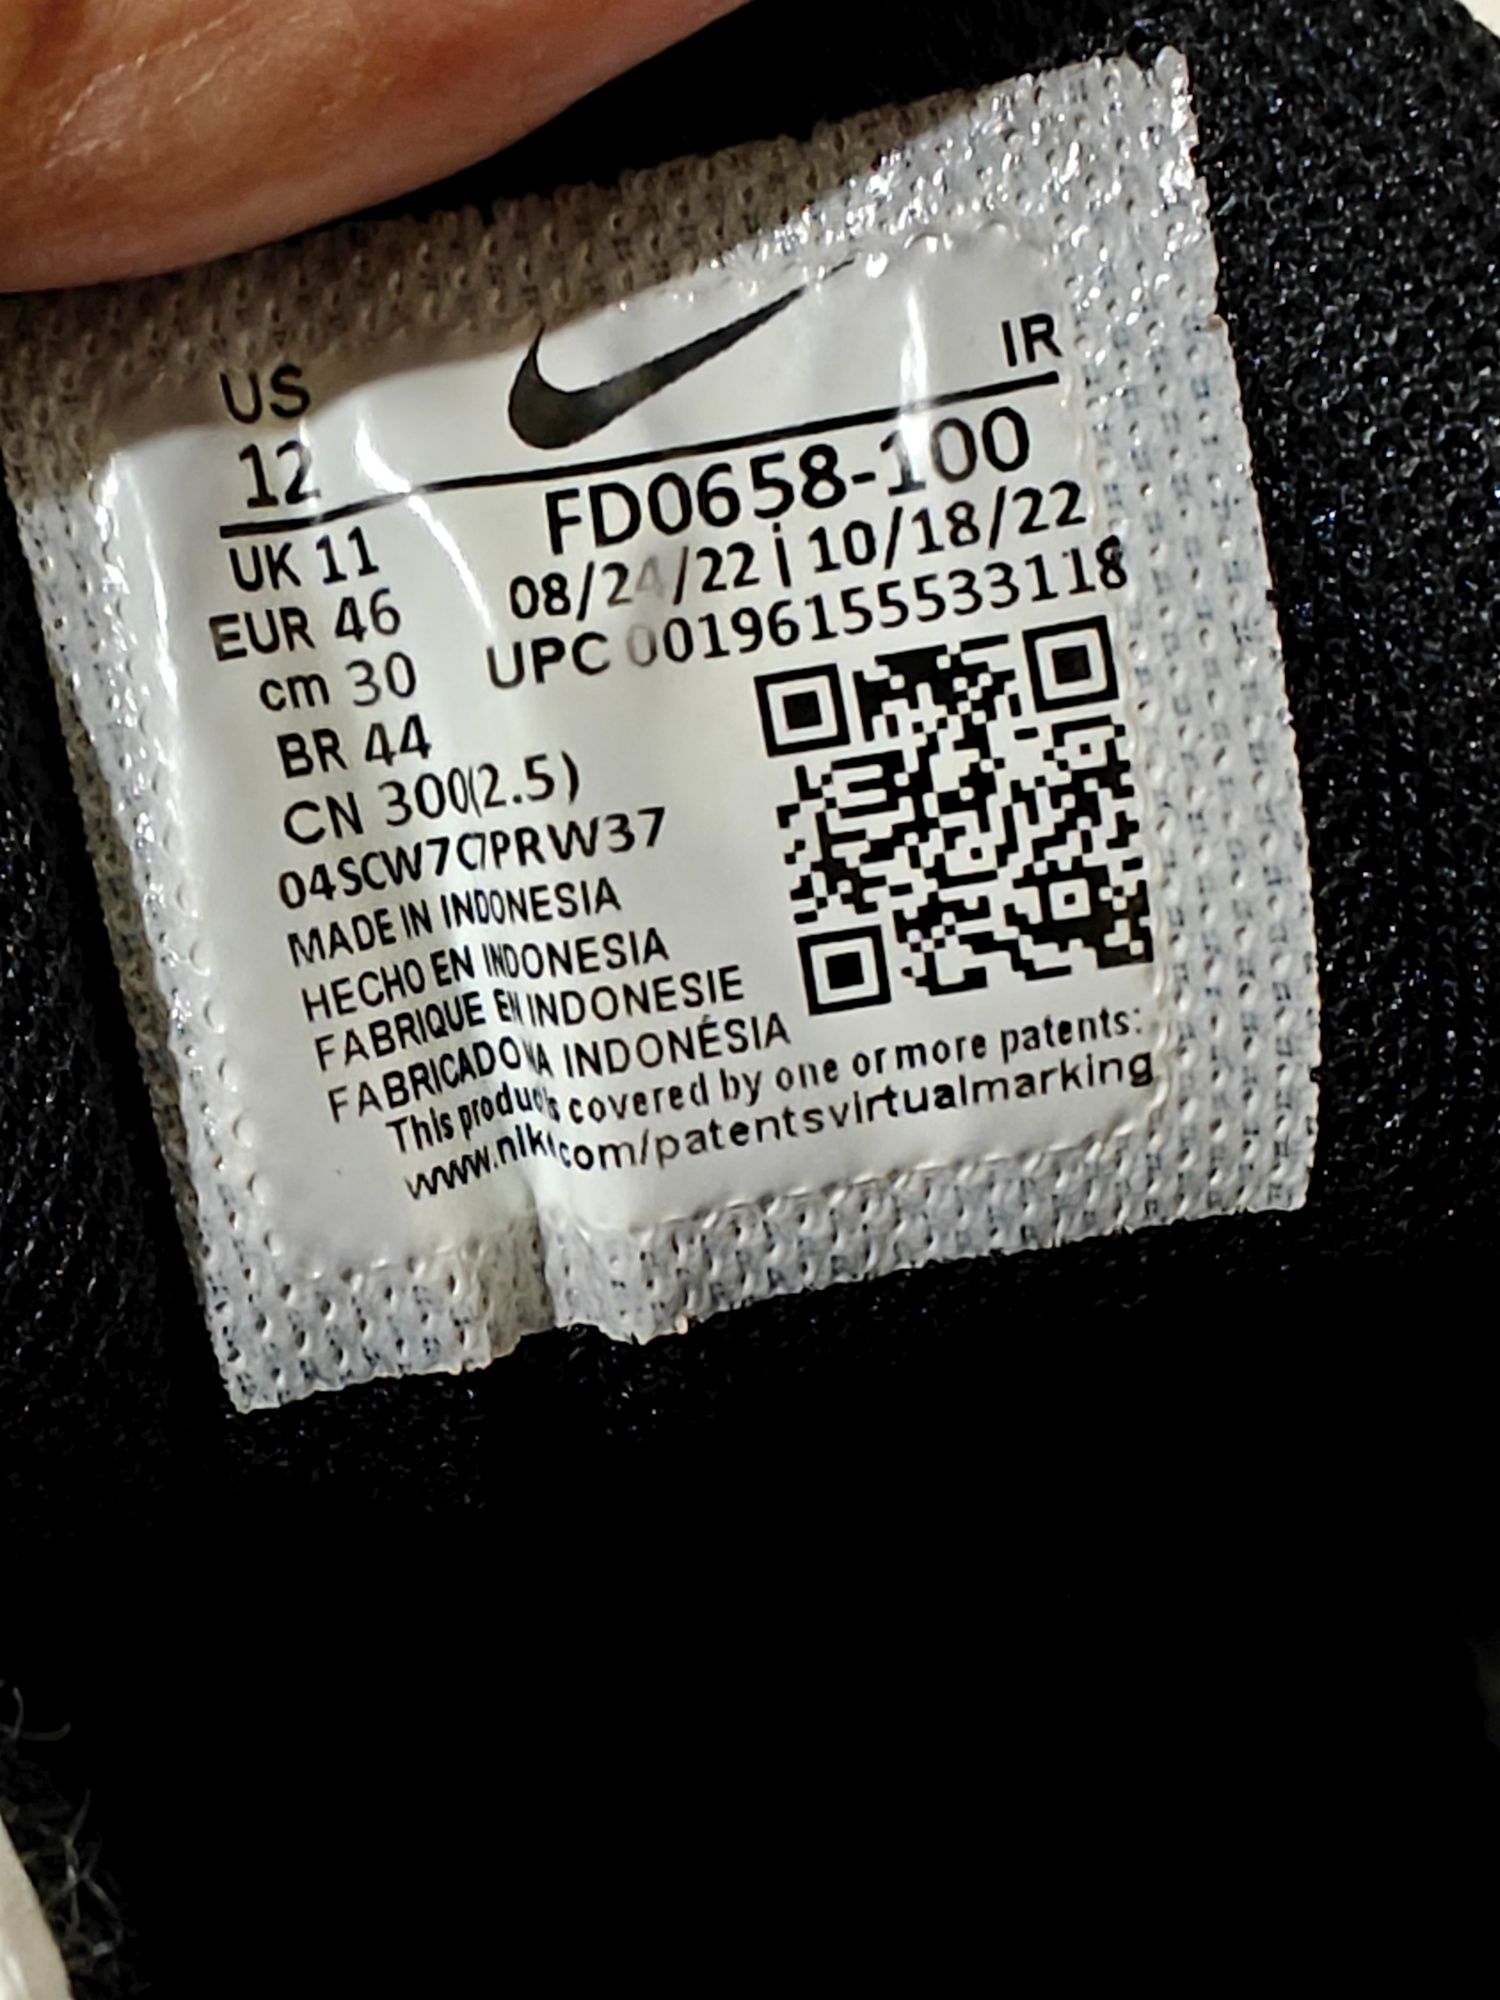 US
12
IR
FD0658-100
08/24/22 | 10/18/22
UPC 00196155533118
UK 11
EUR 46
cm 30
BR 44
CN 300(2.5)
MADE IN INDONESIA
HECHO EN INDONESIA
FABRIQUE EN INDONESIE
FABRICADO NA INDONÉSIA
This product is covered by one or more patents:
www.nike.com/patentsvirtualmarking